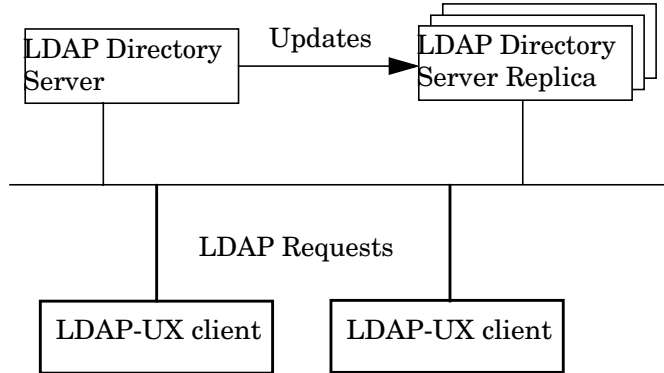 LDAP Directory
Server
Updates
LDAP Directory
Server Replica
LDAP Requests
LDAP-UX client
LDAP-UX client